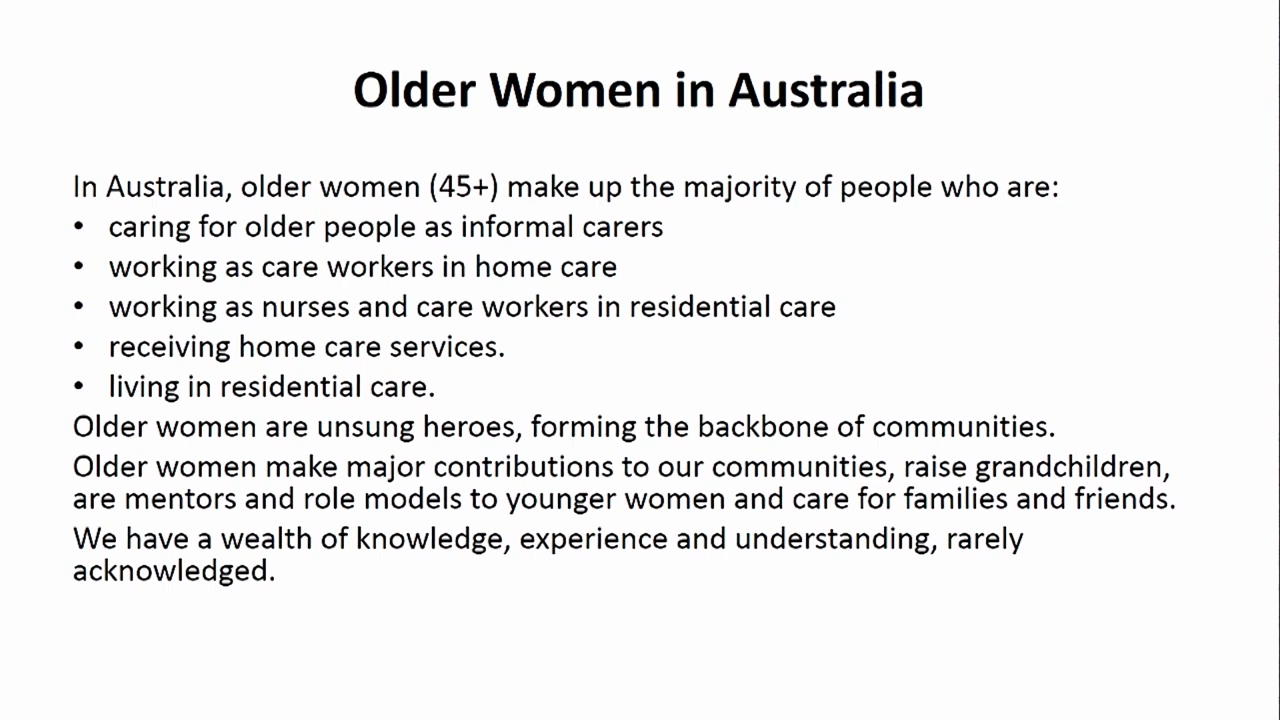 Older Women in Australia
In Australia, older women (45+) make up the majority of people who are:
• caring for older people as informal carers
• working as care workers in home care
• working as nurses and care workers in residential care
• receiving home care services.
• living in residential care.
Older women are unsung heroes, forming the backbone of communities.
Older women make major contributions to our communities, raise grandchildren,
are mentors and role models to younger women and care for families and friends.
We have a wealth of knowledge, experience and understanding, rarely
acknowledged.